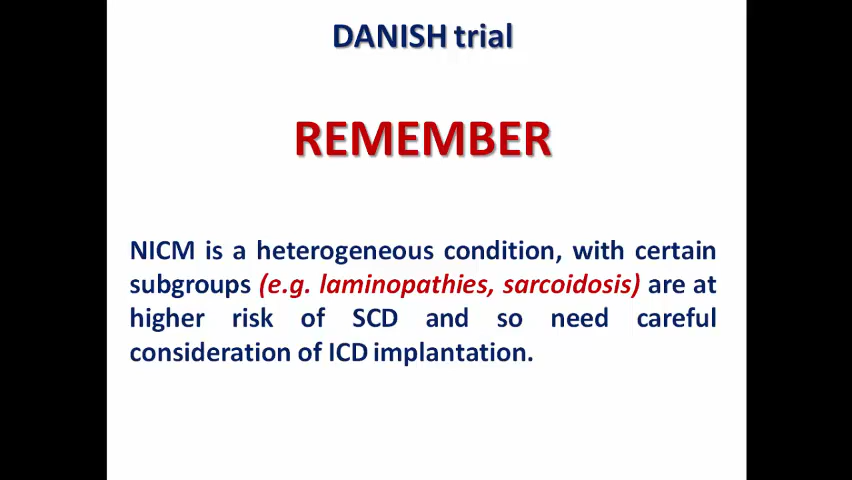 DANISH trial
REMEMBER
NICM is a heterogeneous condition, with certain
subgroups (e.g. laminopathies, sarcoidosis) are at
higher risk of SCD and so need careful
consideration of ICD implantation.